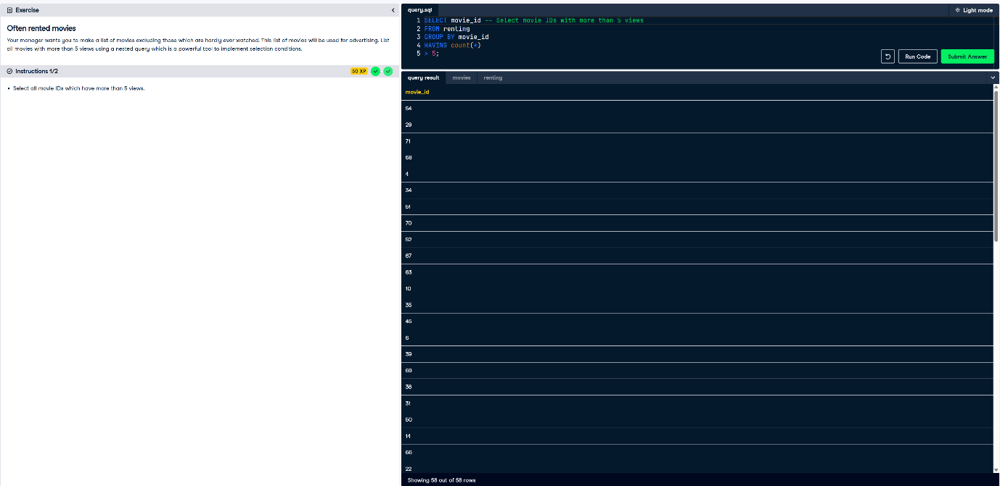 Exercise
Often rented movies
Your manager wants you to make a list of movies excluding those which are hardly ever watched. This list of movies will be used for advertising. List
all movies with more than 5 views using a nested query which is a powerful tool to implement selection conditions.
Instructions 1/2
50 XP
• Select all movie IDs which have more than 5 views.
query.sql
Light mode
1 SELECT movie_id -- Select movie IDs with more than 5 views
2 FROM renting
3 GROUP BY movie_id
4 HAVING count(*)
5 > 5;
Run Code
Submit Answer
query result
movies
renting
movie_id
54
29
71
68
4
34
51
70
52
67
63
10
35
45
6
39
69
36
31
50
14
66
22
Showing 58 out of 58 rows